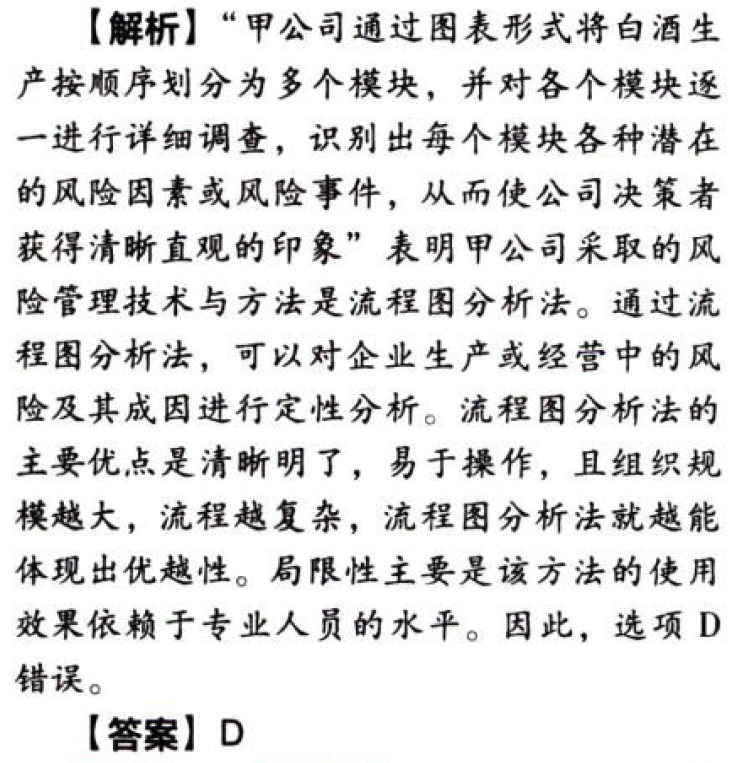 【解析】“甲公司通过图表形式将白酒生
产按顺序划分为多个模块，并对各个模块逐
一进行详细调查，识别出每个模块各种潜在
的风险因素或风险事件，从而使公司决策者
获得清晰直观的印象”表明甲公司采取的风
险管理技术与方法是流程图分析法。通过流
程图分析法，可以对企业生产或经营中的风
险及其成因进行定性分析。流程图分析法的
主要优点是清晰明了，易于操作，且组织规
模越大，流程越复杂，流程图分析法就越能
体现出优越性。局限性主要是该方法的使用
效果依赖于专业人员的水平。因此，选项 D
错误。
【答案】D